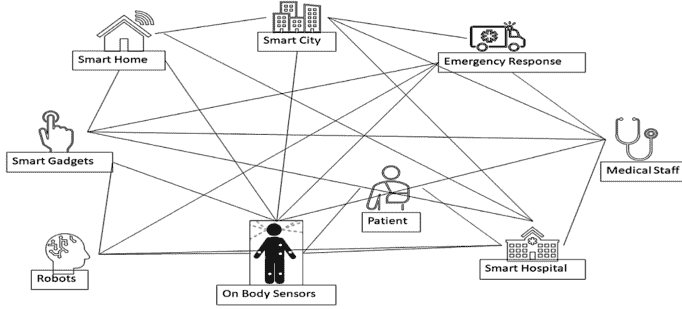 Smart City
Smart Home
Emergency Response
Smart Gadgets
Medical Staff
Patient
Robots
On Body Sensors
Smart Hospital